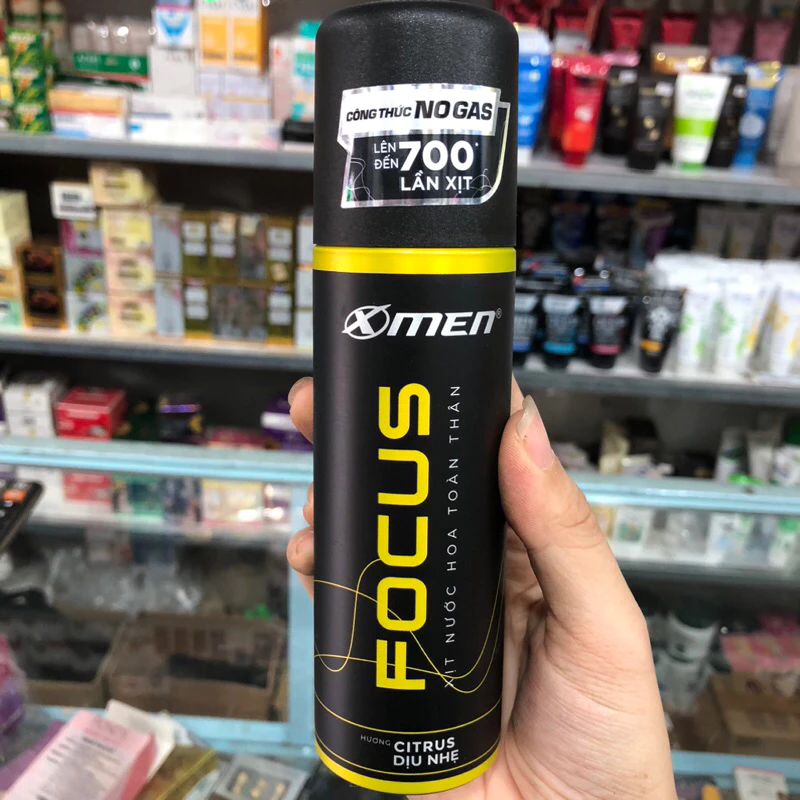 CÔNG THỨC NO GAS
LÊN ĐẾN 700*
LẦN XỊT
XMEN®
FOCUS
XỊT NƯỚC HOA TOÀN THÂN
HƯƠNG CITRUS
DỊU NHẸ